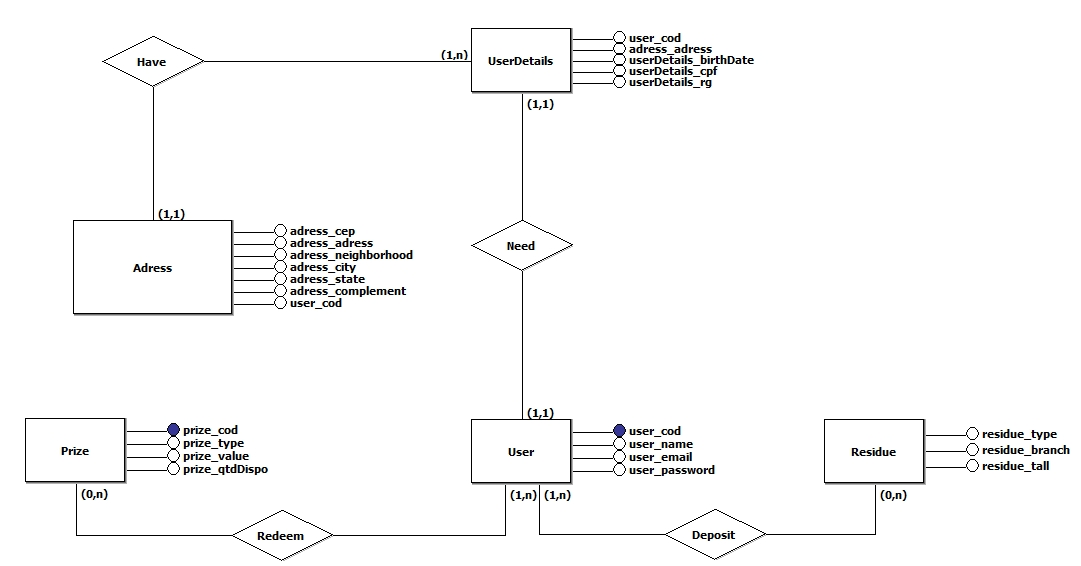 Have
(1,n)
UserDetails
user_cod
adress_adress
userDetails_birthDate
userDetails_cpf
userDetails_rg
(1,1)
(1,1)
Adress
adress_cep
adress_adress
adress_neighborhood
adress_city
adress_state
adress_complement
user_cod
Need
(1,1)
Prize
prize_cod
prize_type
prize_value
prize_qtdDispo
(0,n)
User
user_cod
user_name
user_email
user_password
(1,n) (1,n)
Residue
residue_type
residue_branch
residue_tall
(0,n)
Redeem
Deposit